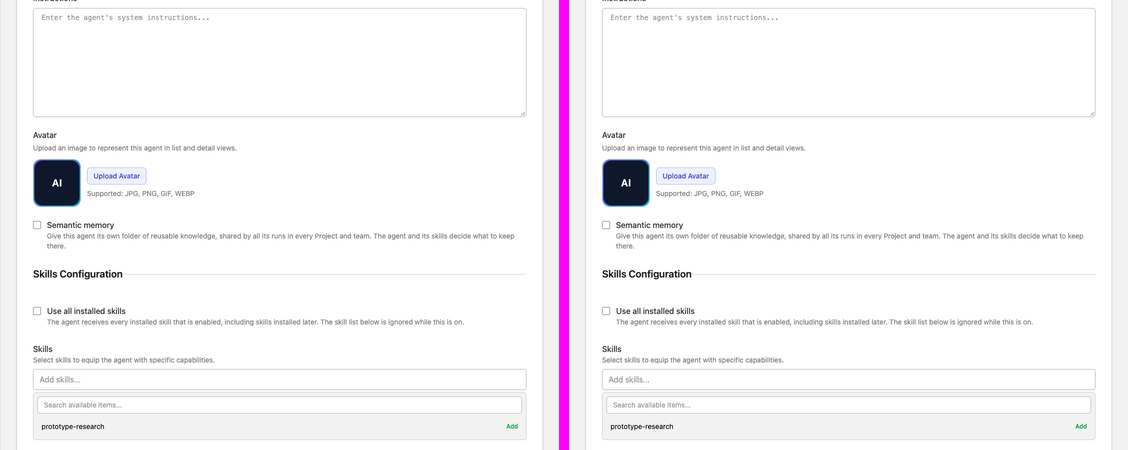 Enter the agent's system instructions...
Avatar
Upload an image to represent this agent in list and detail views.
AI
Upload Avatar
Supported: JPG, PNG, GIF, WEBP
Semantic memory
Give this agent its own folder of reusable knowledge, shared by all its runs in every Project and team. The agent and its skills decide what to keep
there.
Skills Configuration
Use all installed skills
The agent receives every installed skill that is enabled, including skills installed later. The skill list below is ignored while this is on.
Skills
Select skills to equip the agent with specific capabilities.
Add skills...
Search available items...
prototype-research
Add
Enter the agent's system instructions...
Avatar
Upload an image to represent this agent in list and detail views.
AI
Upload Avatar
Supported: JPG, PNG, GIF, WEBP
Semantic memory
Give this agent its own folder of reusable knowledge, shared by all its runs in every Project and team. The agent and its skills decide what to keep
there.
Skills Configuration
Use all installed skills
The agent receives every installed skill that is enabled, including skills installed later. The skill list below is ignored while this is on.
Skills
Select skills to equip the agent with specific capabilities.
Add skills...
Search available items...
prototype-research
Add